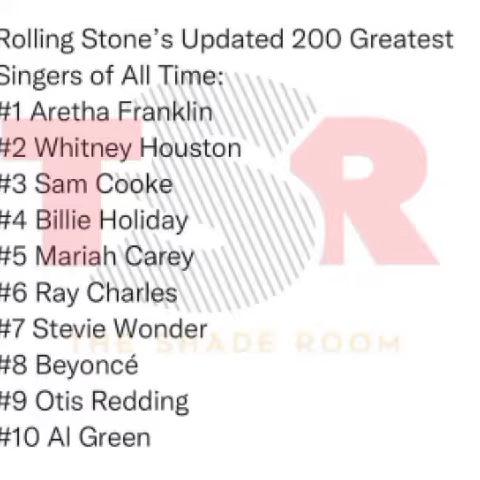 Rolling Stone's Updated 200 Greatest
Singers of All Time:
#1 Aretha Franklin
#2 Whitney Houston
#3 Sam Cooke
#4 Billie Holiday
#5 Mariah Carey
#6 Ray Charles
#7 Stevie Wonder
#8 Beyoncé
#9 Otis Redding
#10 Al Green
TSR
THE SHADE ROOM